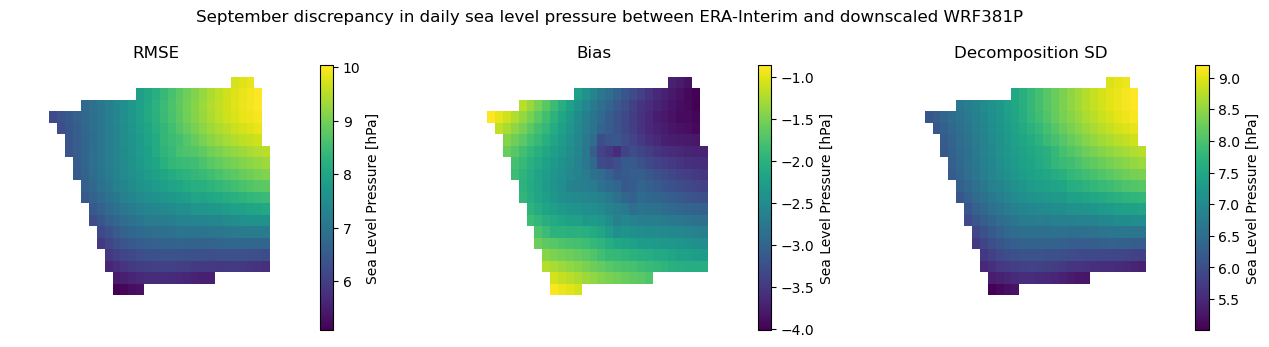 September discrepancy in daily sea level pressure between ERA-Interim and downscaled WRF381P
RMSE
10
9
8
7
6
Sea Level Pressure [hPa]
Bias
−1.0
−1.5
−2.0
−2.5
−3.0
−3.5
−4.0
Sea Level Pressure [hPa]
Decomposition SD
9.0
8.5
8.0
7.5
7.0
6.5
6.0
5.5
Sea Level Pressure [hPa]